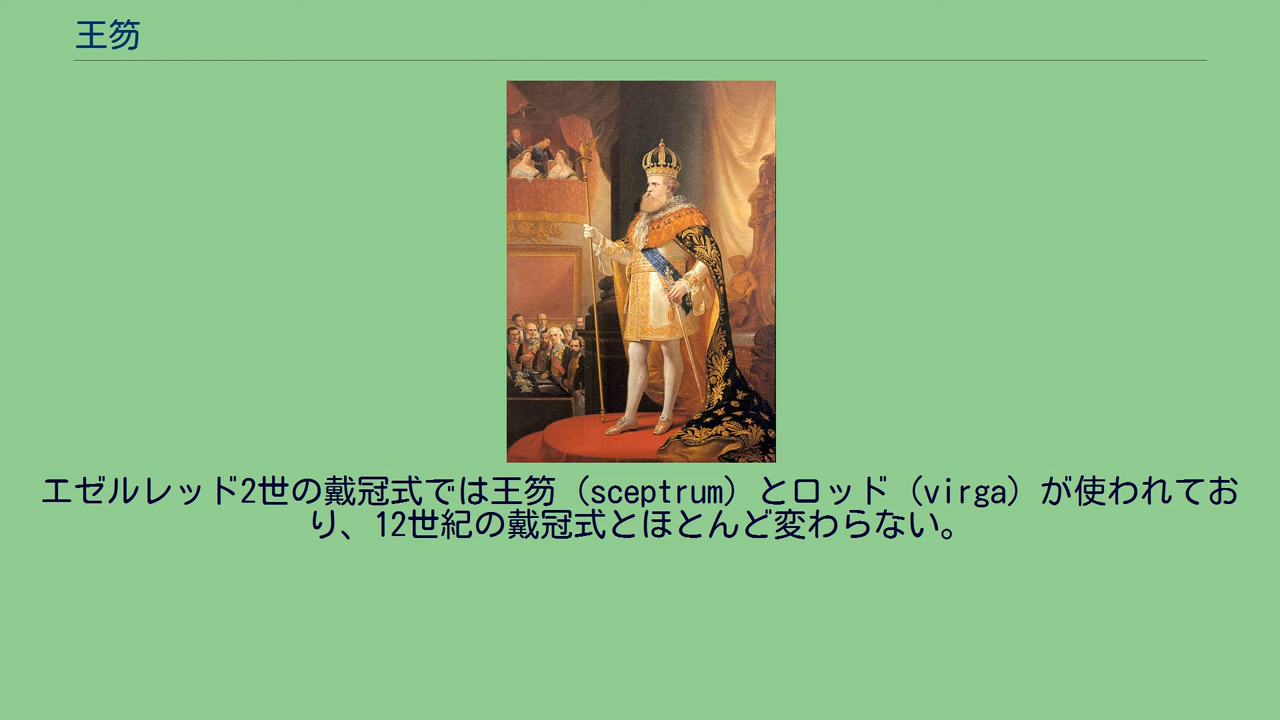 王笏
エゼルレッド2世の戴冠式では王笏（sceptrum）とロッド（virga）が使われてお
り、12世紀の戴冠式とほとんど変わらない。